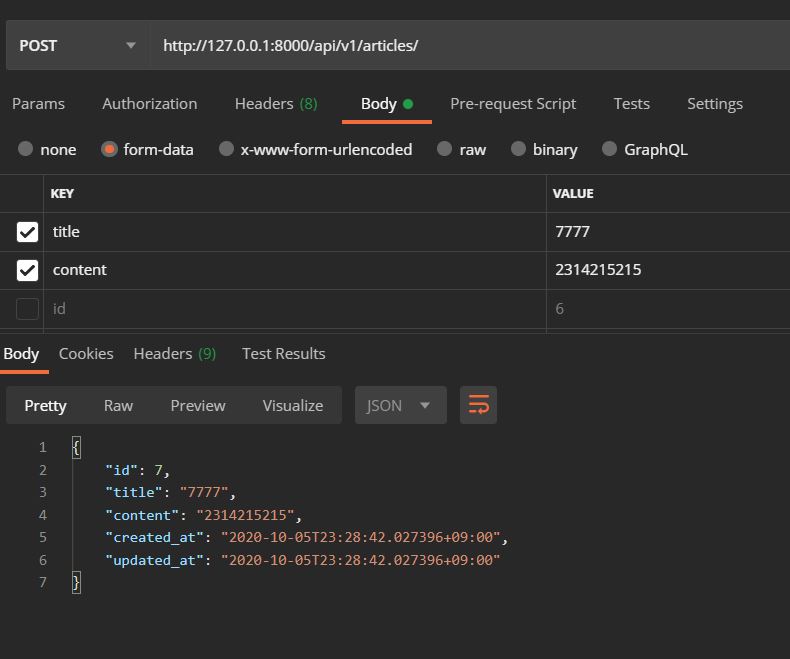 POST http://127.0.0.1:8000/api/v1/articles/
Params Authorization Headers (8) Body Pre-request Script Tests Settings
none form-data x-www-form-urlencoded raw binary GraphQL
KEY VALUE
title 7777
content 2314215215
id 6
Body Cookies Headers (9) Test Results
Pretty Raw Preview Visualize JSON
1 {
2 "id": 7,
3 "title": "7777",
4 "content": "2314215215",
5 "created_at": "2020-10-05T23:28:42.027396+09:00",
6 "updated_at": "2020-10-05T23:28:42.027396+09:00"
7 }